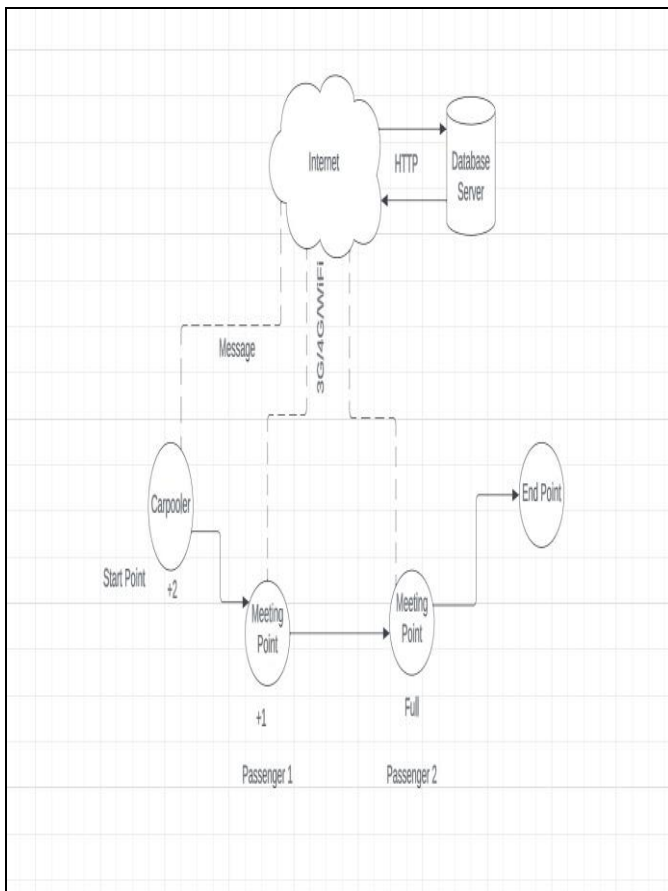 Internet
HTTP
Database
Server
3G/4G/WiFi
Message
Carpooler
End Point
Start Point
+2
Meeting
Point
Meeting
Point
+1
Full
Passenger 1
Passenger 2